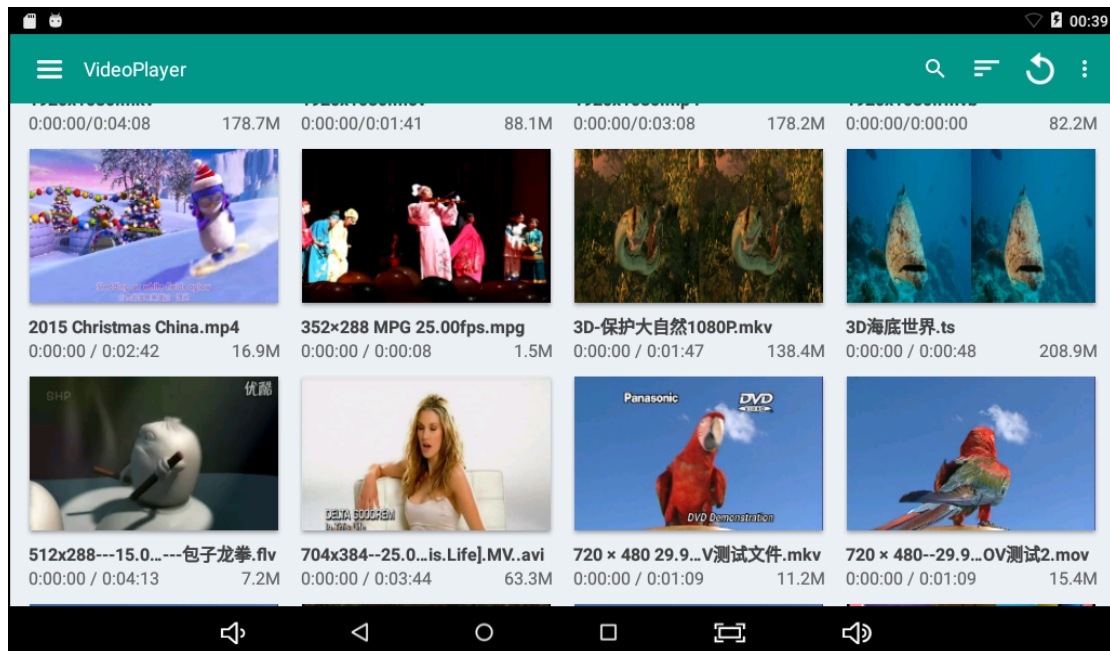 00:39
VideoPlayer
0:00:00/0:04:08 178.7M 0:00:00/0:01:41 88.1M 0:00:00/0:03:08 178.2M 0:00:00/0:00:00 82.2M
2015 Christmas China.mp4 352×288 MPG 25.00fps.mpg 3D-保护大自然1080P.mkv 3D海底世界.ts
0:00:00 / 0:02:42 16.9M 0:00:00 / 0:00:08 1.5M 0:00:00 / 0:01:47 138.4M 0:00:00 / 0:00:48 208.9M
SHP 优酷 Panasonic DVD
VIDEO
DELTA GOODREM
DVD Demonstration
512x288---15.0...---包子龙拳.flv 704x384--25.0...is.Life].MV..avi 720 × 480 29.9...V测试文件.mkv 720 × 480--29.9...OV测试2.mov
0:00:00 / 0:04:13 7.2M 0:00:00 / 0:03:44 63.3M 0:00:00 / 0:01:09 11.2M 0:00:00 / 0:01:09 15.4M